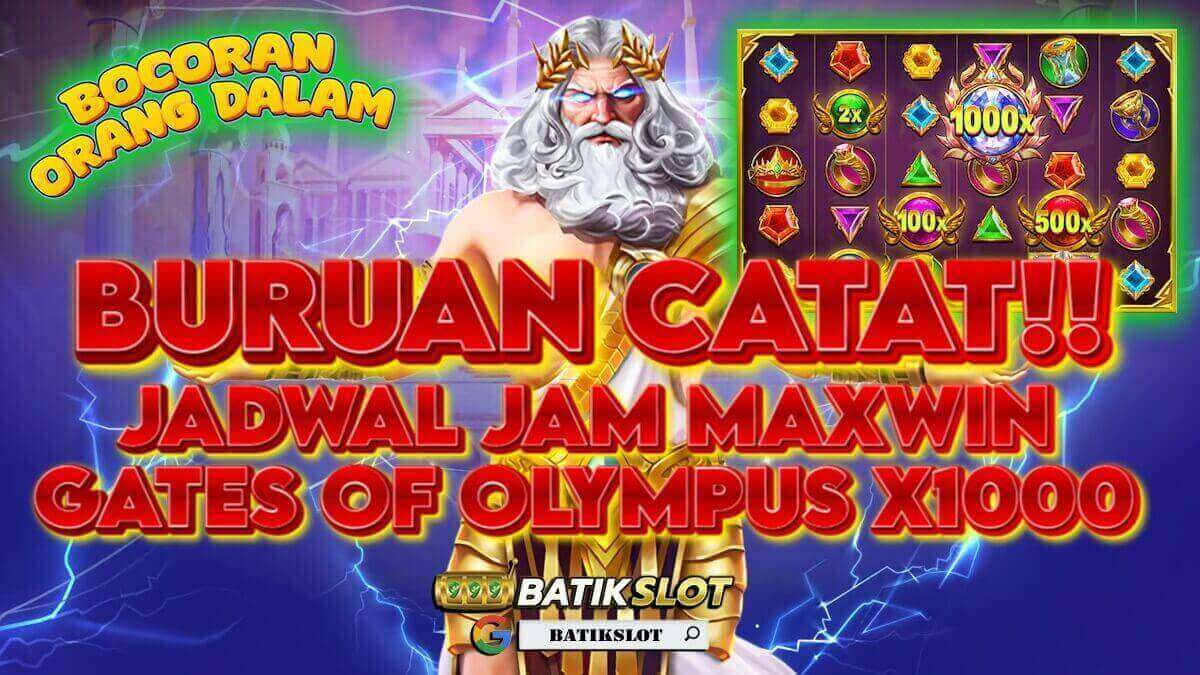 BOCORAN
ORANG DALAM
2X
1000X
100X
500X
BURUAN CATAT!!
JADWAL JAM MAXWIN
GATES OF OLYMPUS X1000
999 BATIKSLOT
G BATIKSLOT